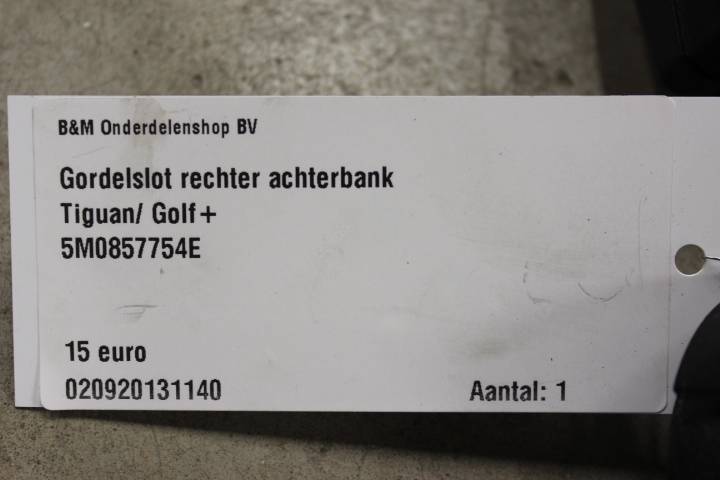 B&M Onderdelenshop BV
Gordelslot rechter achterbank
Tiguan/ Golf+
5M0857754E
15 euro
020920131140
Aantal: 1